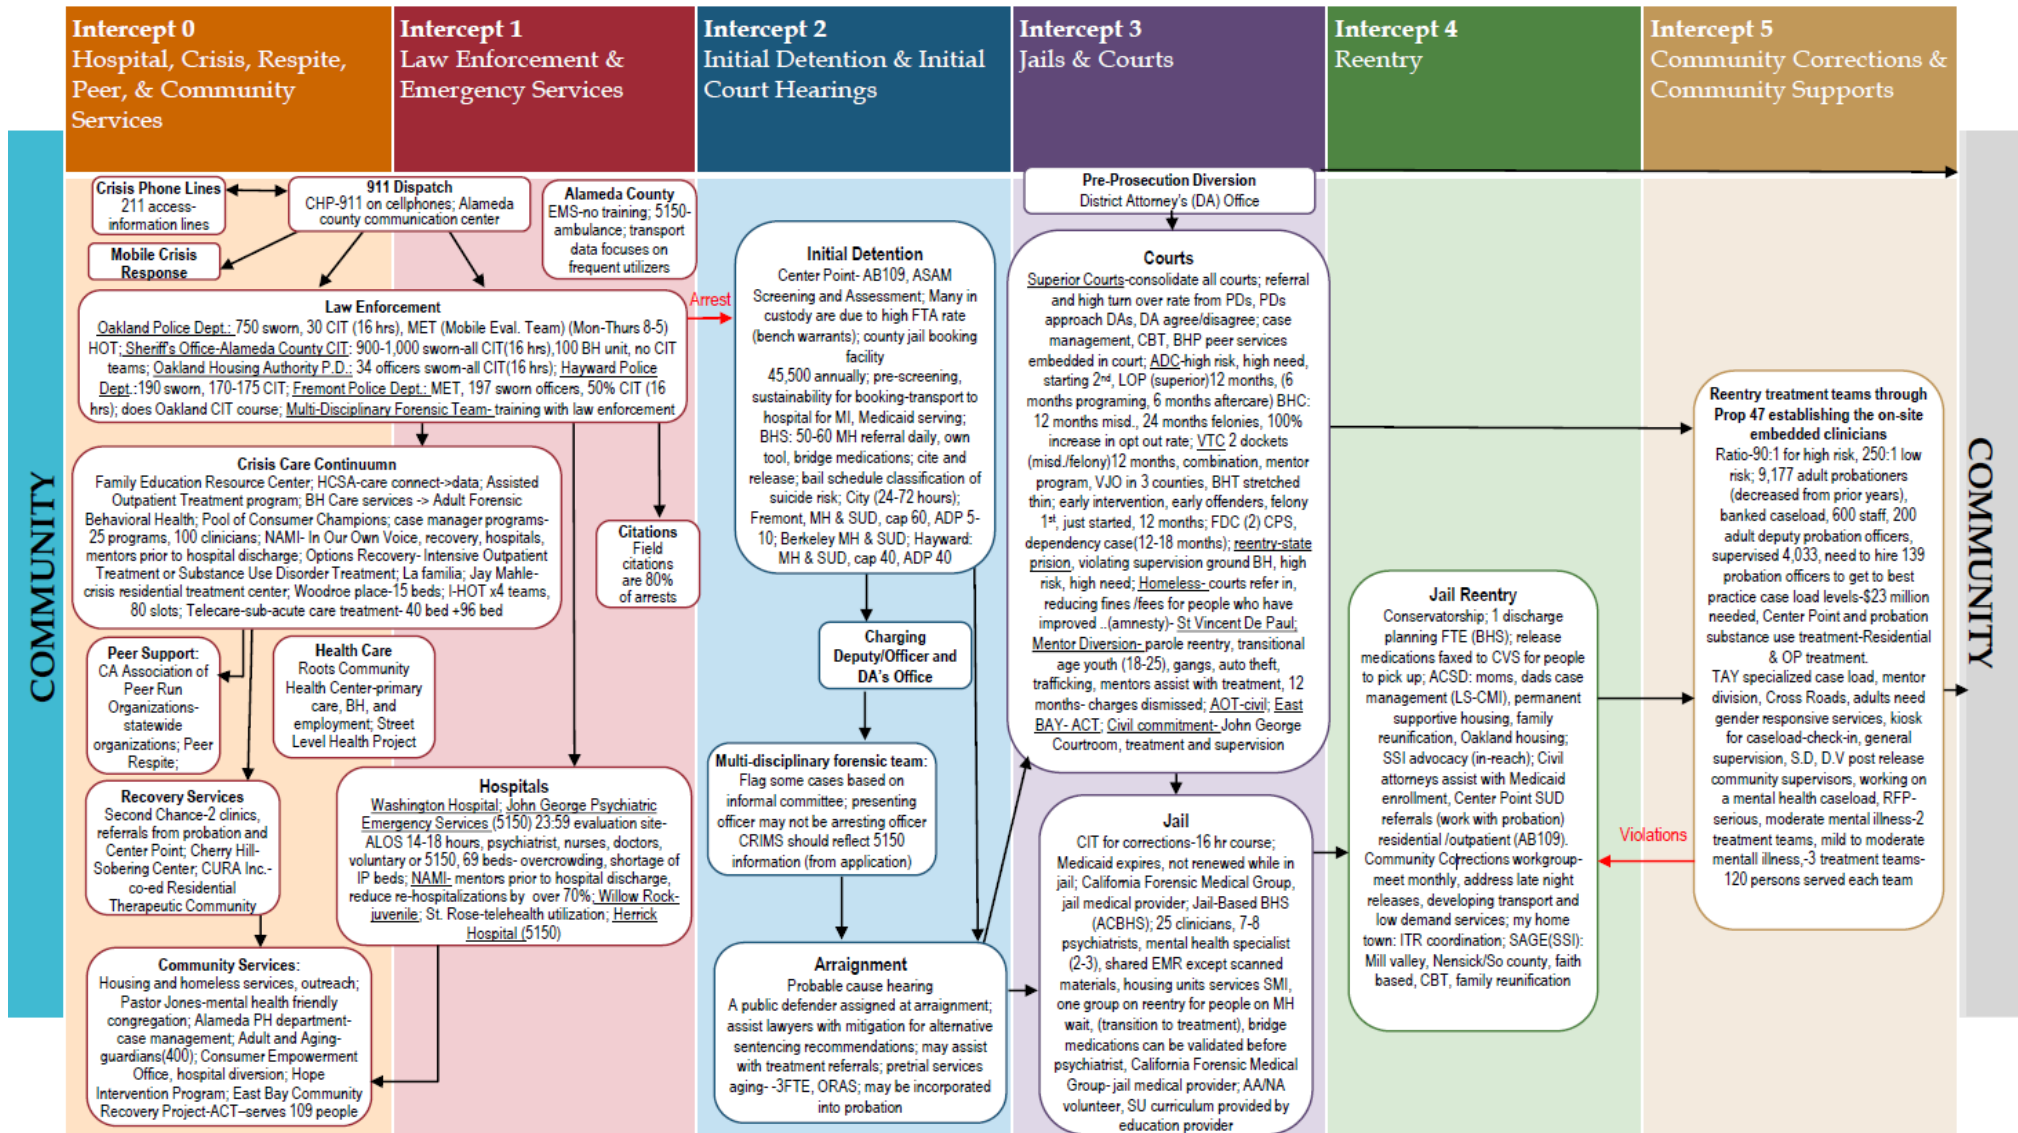 Intercept 0
Hospital, Crisis, Respite,
Peer, & Community
Services
Intercept 1
Law Enforcement &
Emergency Services
Intercept 2
Initial Detention & Initial
Court Hearings
Intercept 3
Jails & Courts
Intercept 4
Reentry
Intercept 5
Community Corrections &
Community Supports
COMMUNITY
Crisis Phone Lines
211 access-
information lines
911 Dispatch
CHP-911 on cellphones; Alameda
county communication center
Mobile Crisis
Response
Alameda County
EMS-no training; 5150-
ambulance; transport
data focuses on
frequent utilizers
Law Enforcement
Oakland Police Dept.: 750 sworn, 30 CIT (16 hrs), MET (Mobile Eval. Team) (Mon-Thurs 8-5)
HOT; Sheriff's Office-Alameda County CIT: 900-1,000 sworn-all CIT(16 hrs),100 BH unit, no CIT
teams; Oakland Housing Authority P.D.: 34 officers sworn-all CIT(16 hrs); Hayward Police
Dept.:190 sworn, 170-175 CIT; Fremont Police Dept.: MET, 197 sworn officers, 50% CIT (16
hrs); does Oakland CIT course; Multi-Disciplinary Forensic Team- training with law enforcement
Arrest
Crisis Care Continuumn
Family Education Resource Center; HCSA-care connect->data; Assisted
Outpatient Treatment program; BH Care services -> Adult Forensic
Behavioral Health; Pool of Consumer Champions; case manager programs-
25 programs, 100 clinicians; NAMI- In Our Own Voice, recovery, hospitals,
mentors prior to hospital discharge; Options Recovery- Intensive Outpatient
Treatment or Substance Use Disorder Treatment; La familia; Jay Mahle-
crisis residential treatment center; Woodroe place-15 beds; I-HOT x4 teams,
80 slots; Telecare-sub-acute care treatment- 40 bed +96 bed
Citations
Field
citations
are 80%
of arrests
Peer Support:
CA Association of
Peer Run
Organizations-
statewide
organizations; Peer
Respite;
Health Care
Roots Community
Health Center-primary
care, BH, and
employment; Street
Level Health Project
Recovery Services
Second Chance-2 clinics,
referrals from probation and
Center Point; Cherry Hill-
Sobering Center; CURA Inc.-
co-ed Residential
Therapeutic Community
Hospitals
Washington Hospital; John George Psychiatric
Emergency Services (5150) 23:59 evaluation site-
ALOS 14-18 hours, psychiatrist, nurses, doctors,
voluntary or 5150, 69 beds- overcrowding, shortage of
IP beds; NAMI- mentors prior to hospital discharge,
reduce re-hospitalizations by over 70%; Willow Rock-
juvenile; St. Rose-telehealth utilization; Herrick
Hospital (5150)
Community Services:
Housing and homeless services, outreach;
Pastor Jones-mental health friendly
congregation; Alameda PH department-
case management; Adult and Aging-
guardians(400); Consumer Empowerment
Office, hospital diversion; Hope
Intervention Program; East Bay Community
Recovery Project-ACT–serves 109 people
Initial Detention
Center Point- AB109, ASAM
Screening and Assessment; Many in
custody are due to high FTA rate
(bench warrants); county jail booking
facility
45,500 annually; pre-screening,
sustainability for booking-transport to
hospital for MI, Medicaid serving;
BHS: 50-60 MH referral daily, own
tool, bridge medications; cite and
release; bail schedule classification of
suicide risk; City (24-72 hours);
Fremont, MH & SUD, cap 60, ADP 5-
10; Berkeley MH & SUD; Hayward:
MH & SUD, cap 40, ADP 40
Charging
Deputy/Officer and
DA's Office
Multi-disciplinary forensic team:
Flag some cases based on
informal committee; presenting
officer may not be arresting officer
CRIMS should reflect 5150
information (from application)
Arraignment
Probable cause hearing
A public defender assigned at arraignment;
assist lawyers with mitigation for alternative
sentencing recommendations; may assist
with treatment referrals; pretrial services
aging- -3FTE, ORAS; may be incorporated
into probation
Pre-Prosecution Diversion
District Attorney's (DA) Office
Courts
Superior Courts-consolidate all courts; referral
and high turn over rate from PDs, PDs
approach DAs, DA agree/disagree; case
management, CBT, BHP peer services
embedded in court; ADC-high risk, high need,
starting 2nd, LOP (superior)12 months, (6
months programing, 6 months aftercare) BHC:
12 months misd., 24 months felonies, 100%
increase in opt out rate; VTC 2 dockets
(misd./felony)12 months, combination, mentor
program, VJO in 3 counties, BHT stretched
thin; early intervention, early offenders, felony
1st, just started, 12 months; FDC (2) CPS,
dependency case(12-18 months); reentry-state
prision, violating supervision ground BH, high
risk, high need; Homeless- courts refer in,
reducing fines /fees for people who have
improved ..(amnesty)- St Vincent De Paul;
Mentor Diversion- parole reentry, transitional
age youth (18-25), gangs, auto theft,
trafficking, mentors assist with treatment, 12
months- charges dismissed; AOT-civil; East
BAY- ACT; Civil commitment- John George
Courtroom, treatment and supervision
Jail
CIT for corrections-16 hr course;
Medicaid expires, not renewed while in
jail; California Forensic Medical Group,
jail medical provider; Jail-Based BHS
(ACBHS); 25 clinicians, 7-8
psychiatrists, mental health specialist
(2-3), shared EMR except scanned
materials, housing units services SMI,
one group on reentry for people on MH
wait, (transition to treatment), bridge
medications can be validated before
psychiatrist, California Forensic Medical
Group- jail medical provider; AA/NA
volunteer, SU curriculum provided by
education provider
Jail Reentry
Conservatorship; 1 discharge
planning FTE (BHS); release
medications faxed to CVS for people
to pick up; ACSD: moms, dads case
management (LS-CMI), permanent
supportive housing, family
reunification, Oakland housing;
SSI advocacy (in-reach); Civil
attorneys assist with Medicaid
enrollment, Center Point SUD
referrals (work with probation)
residential /outpatient (AB109).
Community Corrections workgroup-
meet monthly, address late night
releases, developing transport and
low demand services; my home
town: ITR coordination; SAGE(SSI):
Mill valley, Nensick/So county, faith
based, CBT, family reunification
Violations
Reentry treatment teams through
Prop 47 establishing the on-site
embedded clinicians
Ratio-90:1 for high risk, 250:1 low
risk; 9,177 adult probationers
(decreased from prior years),
banked caseload, 600 staff, 200
adult deputy probation officers,
supervised 4,033, need to hire 139
probation officers to get to best
practice case load levels-$23 million
needed, Center Point and probation
substance use treatment-Residential
& OP treatment.
TAY specialized case load, mentor
division, Cross Roads, adults need
gender responsive services, kiosk
for caseload-check-in, general
supervision, S.D, D.V post release
community supervisors, working on
a mental health caseload, RFP-
serious, moderate mental illness-2
treatment teams, mild to moderate
mentall illness,-3 treatment teams-
120 persons served each team
COMMUNITY